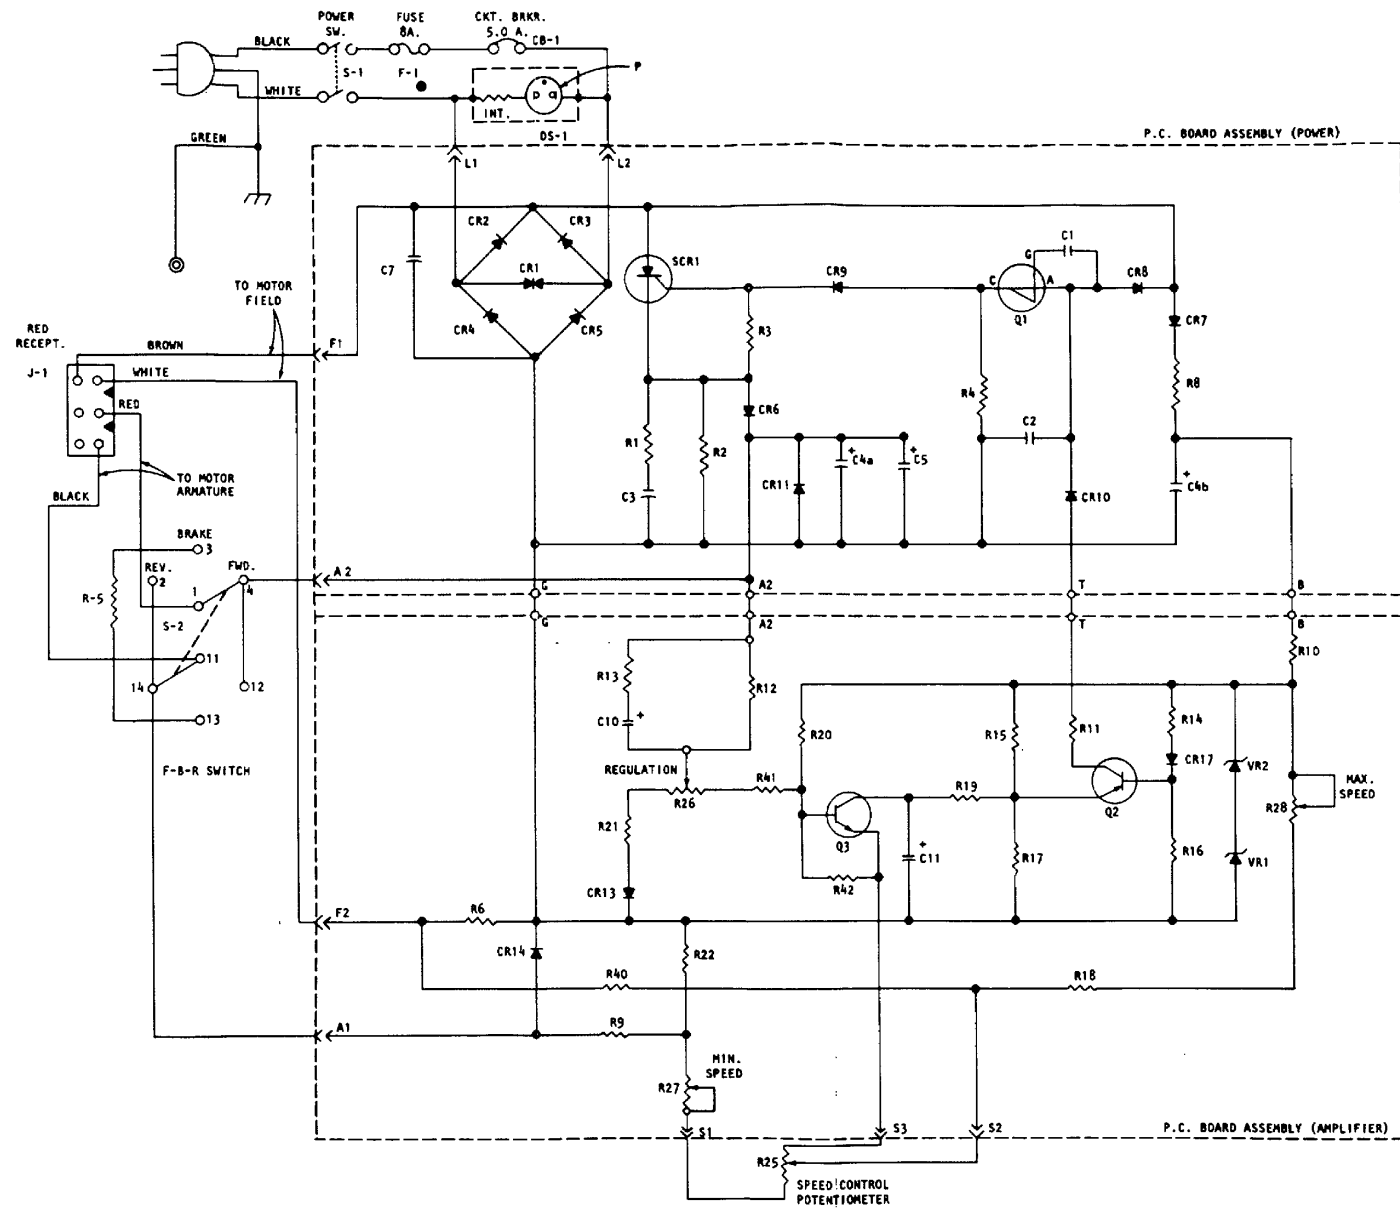 POWER SW.
FUSE 8A.
CKT. BRKR. 5.0 A.
CB-1
BLACK
S-1
F-1
P
WHITE
p q
INT.
DS-1
GREEN
P.C. BOARD ASSEMBLY (POWER)
L1
L2
CR2
CR3
C1
G
C7
CR1
SCR1
CR9
C
A
CR8
Q1
TO MOTOR FIELD
CR4
CR5
R3
CR7
RED RECEPT.
BROWN
F1
J-1
WHITE
R4
R8
RED
CR6
R1
R2
C2
+
C4a
+
C5
TO MOTOR ARMATURE
CR11
C3
CR10
+
C4b
BLACK
BRAKE
3
REV.
2
FWD.
4
A2
R-5
1
G
A2
T
B
S-2
G
A2
T
B
R10
11
R13
R12
14
12
C10
+
R11
R14
13
R20
R15
CR17
VR2
F-B-R SWITCH
REGULATION
R41
R19
MAX. SPEED
R26
R28
Q2
R21
Q3
+
C11
R17
R16
VR1
R42
CR13
F2
R6
CR14
R22
R40
R18
A1
R9
MIN. SPEED
R27
S1
S3
S2
P.C. BOARD ASSEMBLY (AMPLIFIER)
R25
SPEED CONTROL POTENTIOMETER